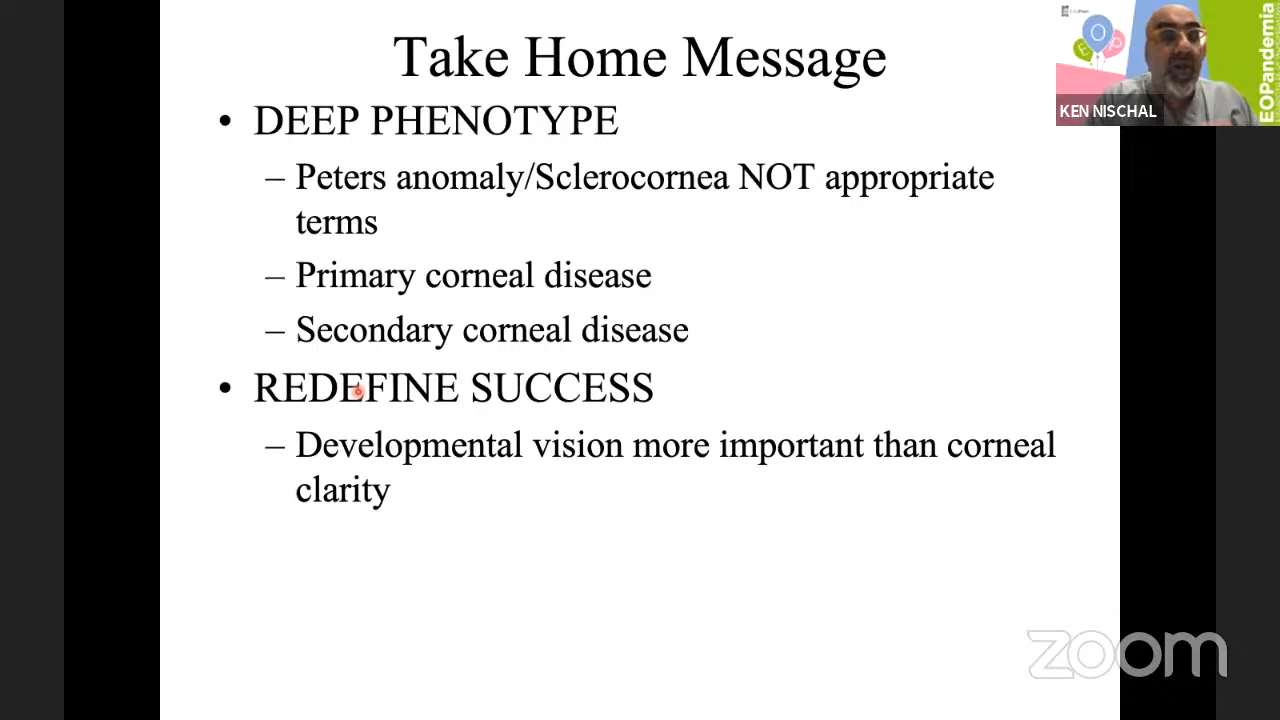 Take Home Message
• DEEP PHENOTYPE
– Peters anomaly/Sclerocornea NOT appropriate
terms
– Primary corneal disease
– Secondary corneal disease
• REDEFINE SUCCESS
– Developmental vision more important than corneal
clarity
E
O
P
KEN NISCHAL
EOPandemia
zoom